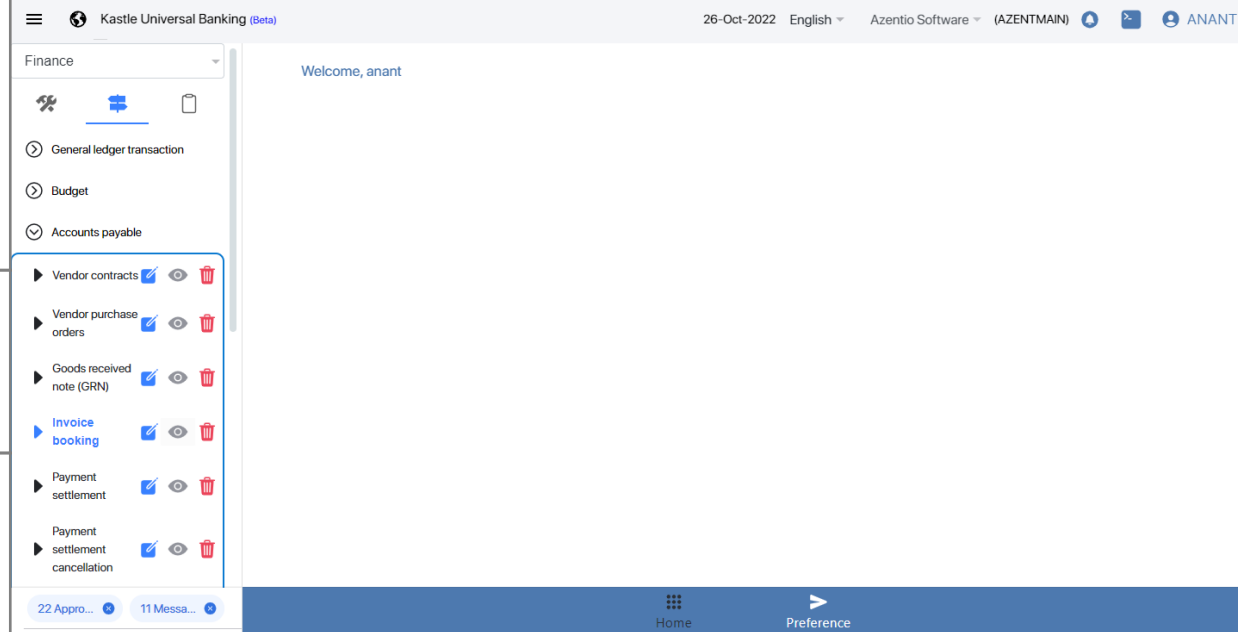 Kastle Universal Banking (Beta)
26-Oct-2022 English Azentio Software (AZENTMAIN) ANANT
Finance
Welcome, anant
General ledger transaction
Budget
Accounts payable
Vendor contracts
Vendor purchase
orders
Goods received
note (GRN)
Invoice
booking
Payment
settlement
Payment
settlement
cancellation
22 Appro... 11 Messa...
Home Preference